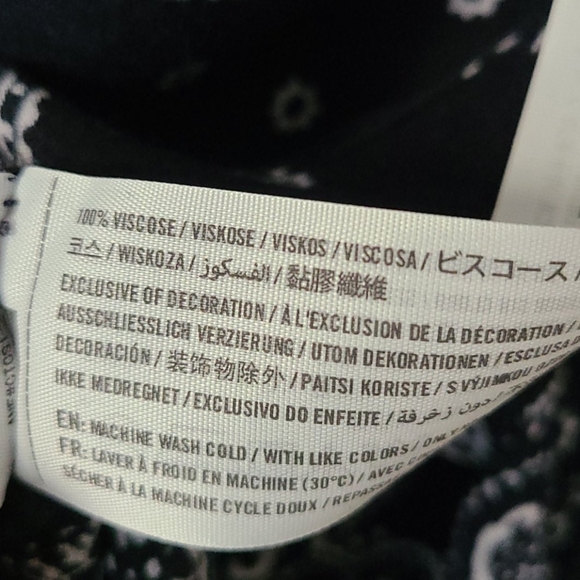 100% VISCOSE / VISKOSE / VISKOS / VISCOSA / ビスコース /
코스 / WISKOZA / الفسكوز / 黏膠纖維
EXCLUSIVE OF DECORATION / À L'EXCLUSION DE LA DÉCORATION /
AUSSCHLIESSLICH VERZIERUNG / UTOM DEKORATIONEN / ESCLUSA
DECORACIÓN / 装饰物除外 / PAITSI KORISTE / S VÝJIMKOU
IKKE MEDREGNET / EXCLUSIVO DO ENFEITE / بدون زخرفة
EN: MACHINE WASH COLD / WITH LIKE COLORS / ONLY
FR: LAVER À FROID EN MACHINE (30°C) / AVEC
SÉCHER À LA MACHINE CYCLE DOUX /